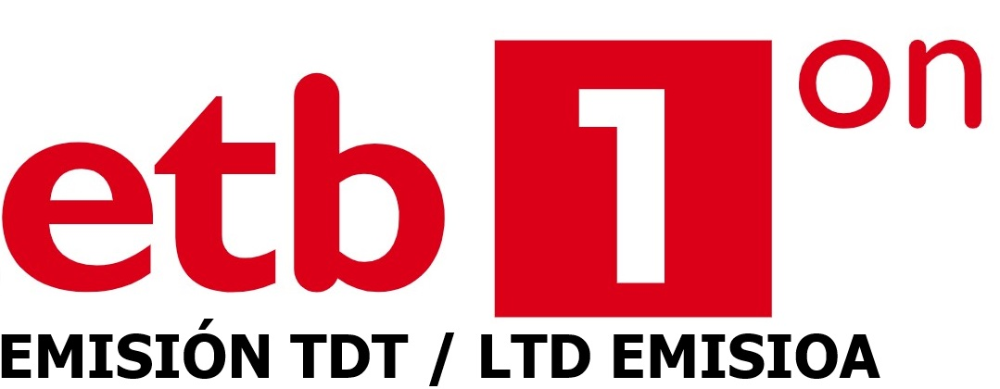 etb 1 on
EMISIÓN TDT / LTD EMISIOA